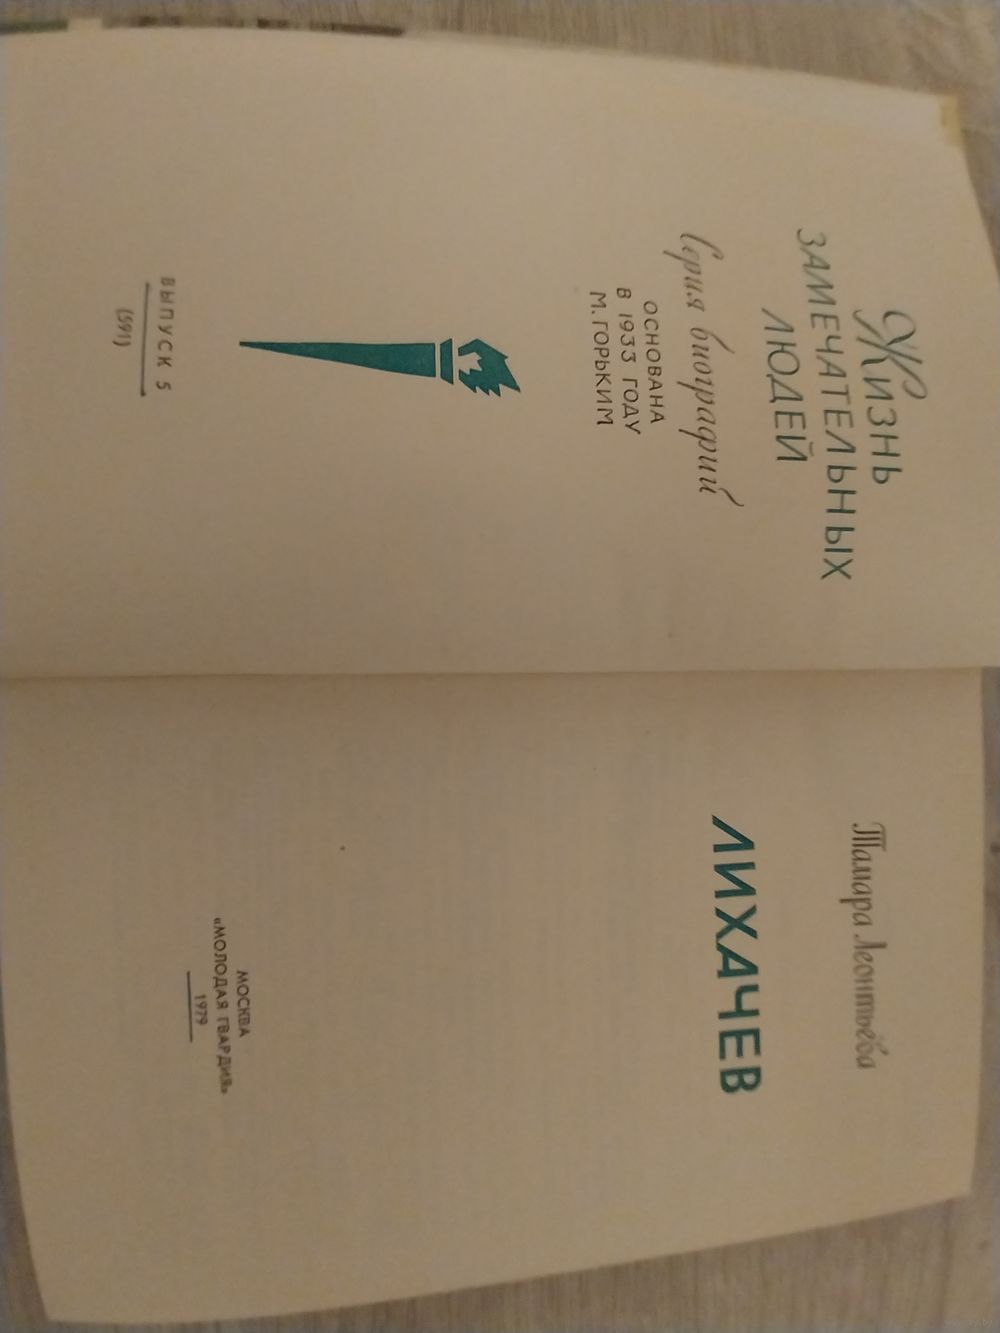 Жизнь
ЗАМЕЧАТЕЛЬНЫХ
ЛЮДЕЙ
Серия биографий
ОСНОВАНА
В 1933 ГОДУ
М. ГОРЬКИМ
ВЫПУСК 5
(591)
Тамара Леонтьева
ЛИХАЧЕВ
МОСКВА
«МОЛОДАЯ ГВАРДИЯ»
1979